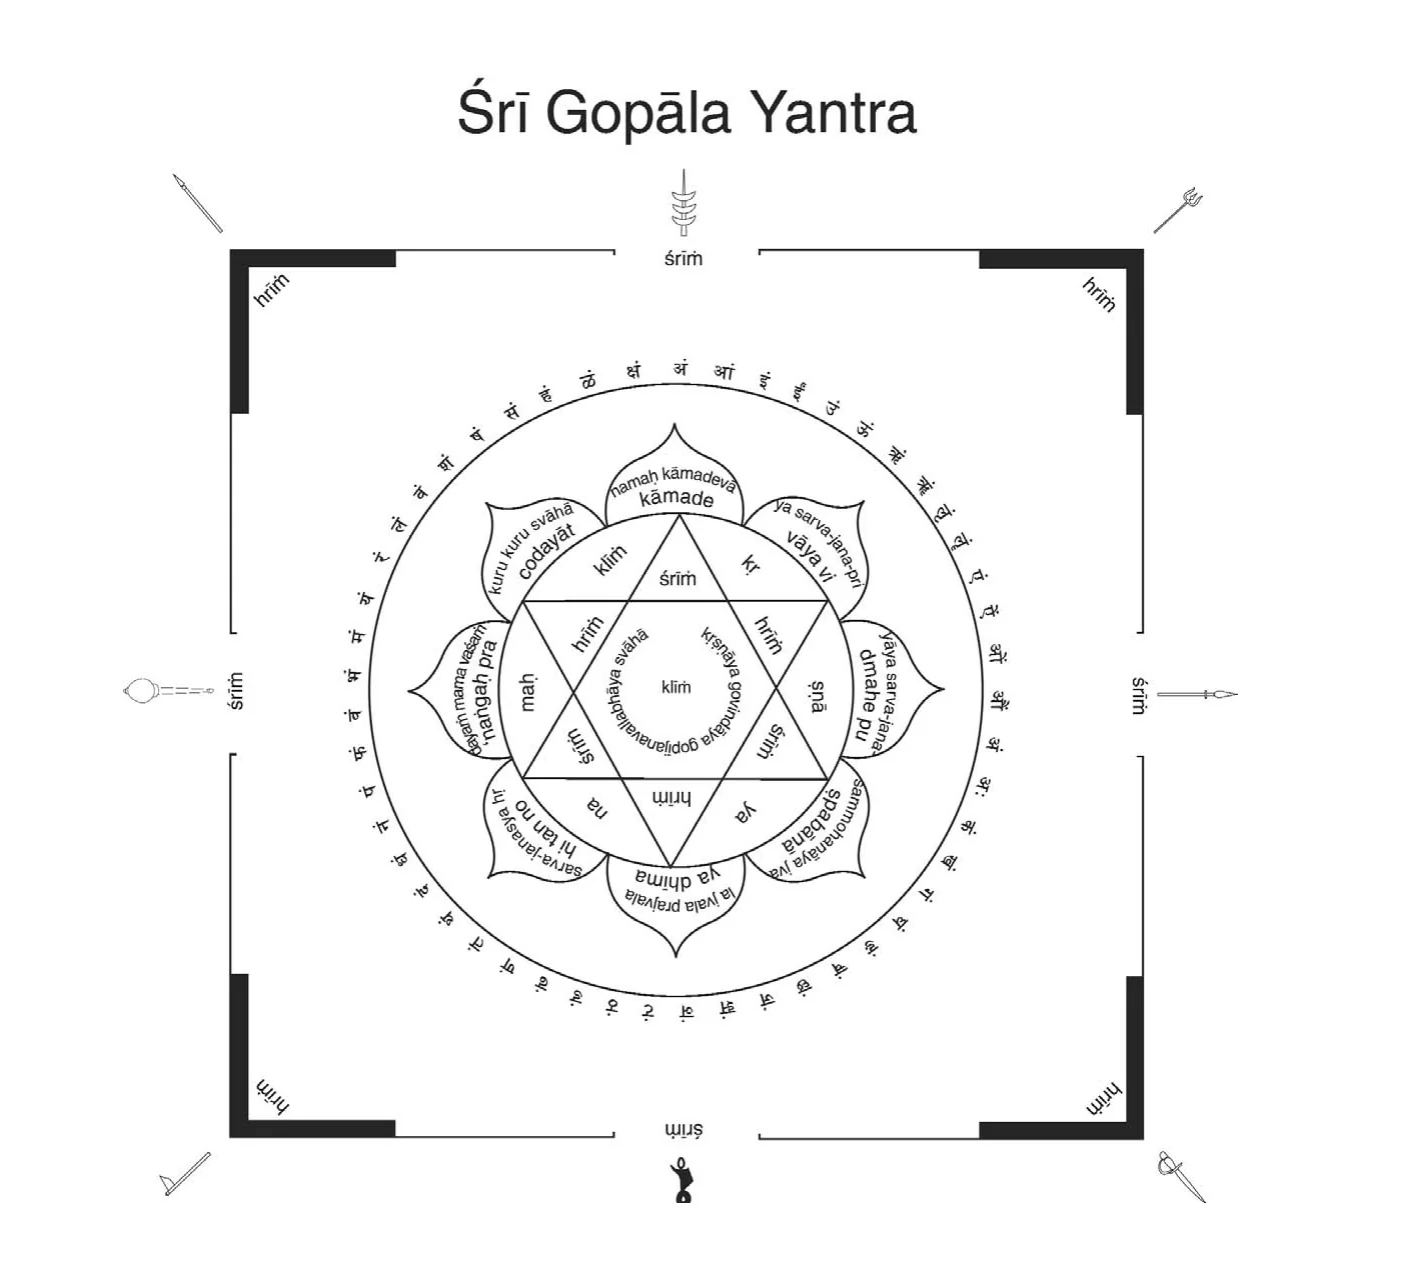 Śrī Gopāla Yantra
śrīṁ
hrīṁ
hrīṁ
अं आं इं ईं उं ऊं ऋं ॠं ऌं ॡं एं ऐं ओं औं अं अः कं खं गं घं ङं चं छं जं झं ञं टं ठं डं ढं णं तं थं दं धं नं पं फं बं भं मं यं रं लं वं शं षं सं हं ळं क्षं
namaḥ kāmadevā
kāmade
ya sarva-jana-pri
vāya vi
yāya sarva-jana-
dmahe pu
sammohanāya jva
ṣpabāṇā
la jvala prajvala
ya dhīma
sarva-janasya hṛ
hi tan no
dayaṁ mama vaśaṁ
'naṅgaḥ pra
kuru kuru svāhā
codayāt
klīṁ
kṛ
ṣṇā
ya
na
maḥ
śrīṁ
hrīṁ
śrīṁ
hrīṁ
śrīṁ
hrīṁ
kṛṣṇāya govindāya gopījanavallabhāya svāhā
klīṁ
śrīṁ
śrīṁ
hrīṁ
hrīṁ
śrīṁ